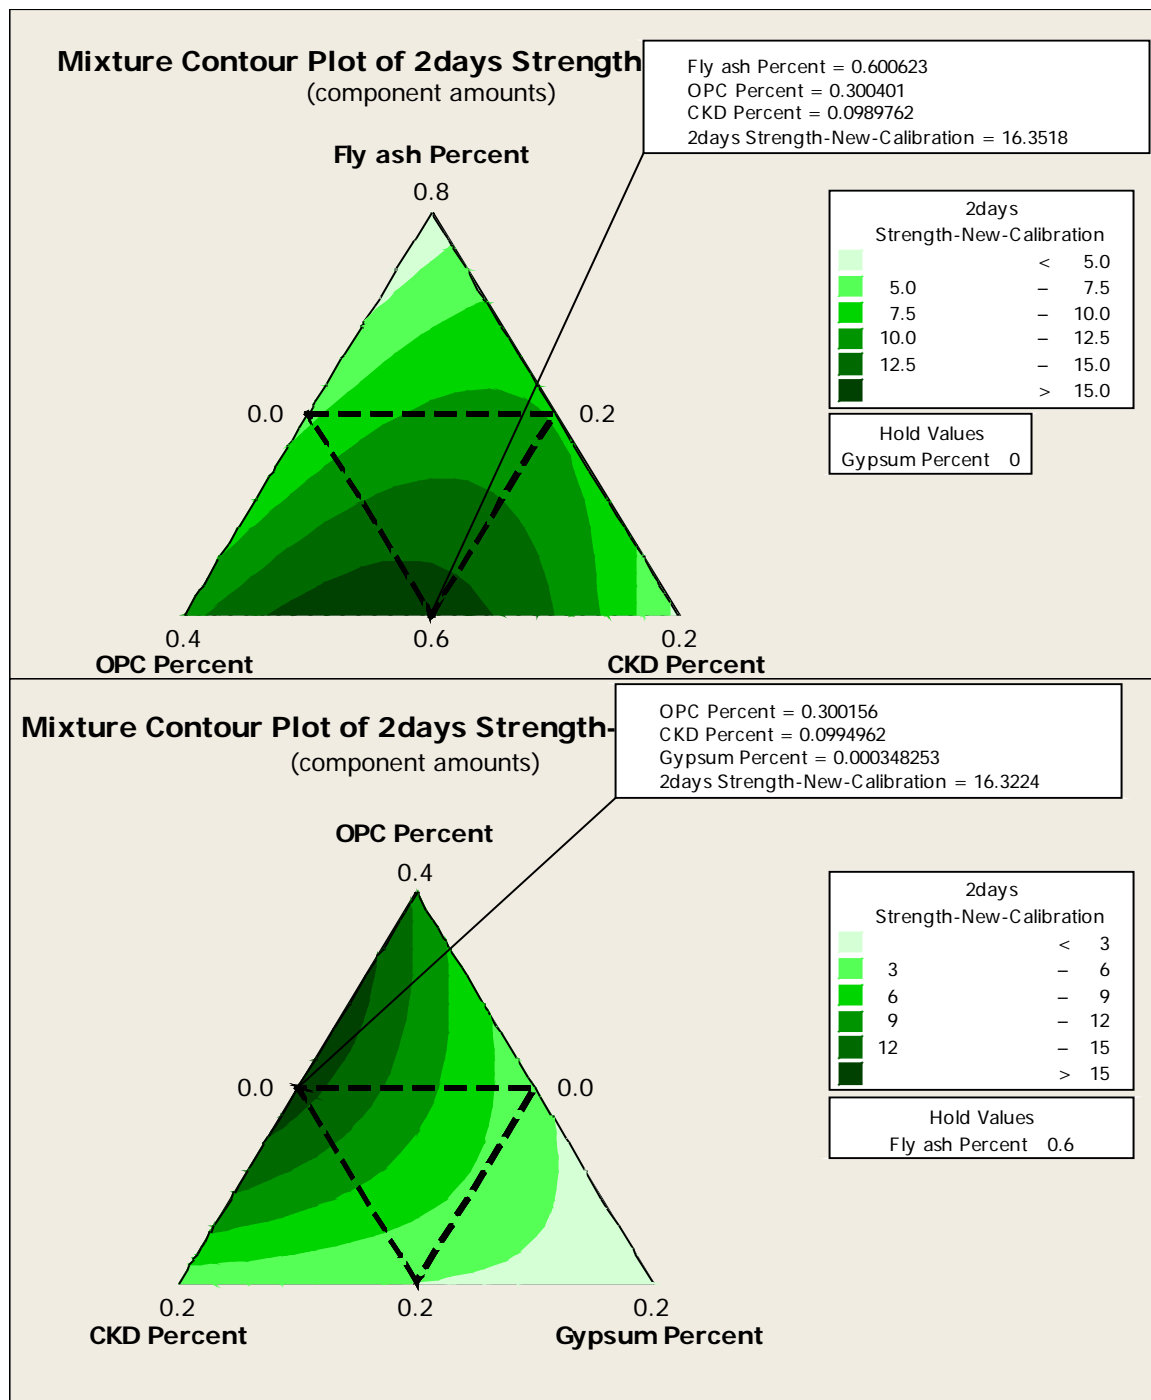 Mixture Contour Plot of 2days Strength
(component amounts)
Fly ash Percent = 0.600623
OPC Percent = 0.300401
CKD Percent = 0.0989762
2days Strength-New-Calibration = 16.3518
Fly ash Percent
0.8
2days
Strength-New-Calibration
< 5.0
5.0 – 7.5
7.5 – 10.0
10.0 – 12.5
12.5 – 15.0
> 15.0
Hold Values
Gypsum Percent 0
0.0 0.2
0.4 0.6 0.2
OPC Percent CKD Percent
Mixture Contour Plot of 2days Strength-
(component amounts)
OPC Percent = 0.300156
CKD Percent = 0.0994962
Gypsum Percent = 0.000348253
2days Strength-New-Calibration = 16.3224
OPC Percent
0.4
2days
Strength-New-Calibration
< 3
3 – 6
6 – 9
9 – 12
12 – 15
> 15
Hold Values
Fly ash Percent 0.6
0.0 0.0
0.2 0.2 0.2
CKD Percent Gypsum Percent